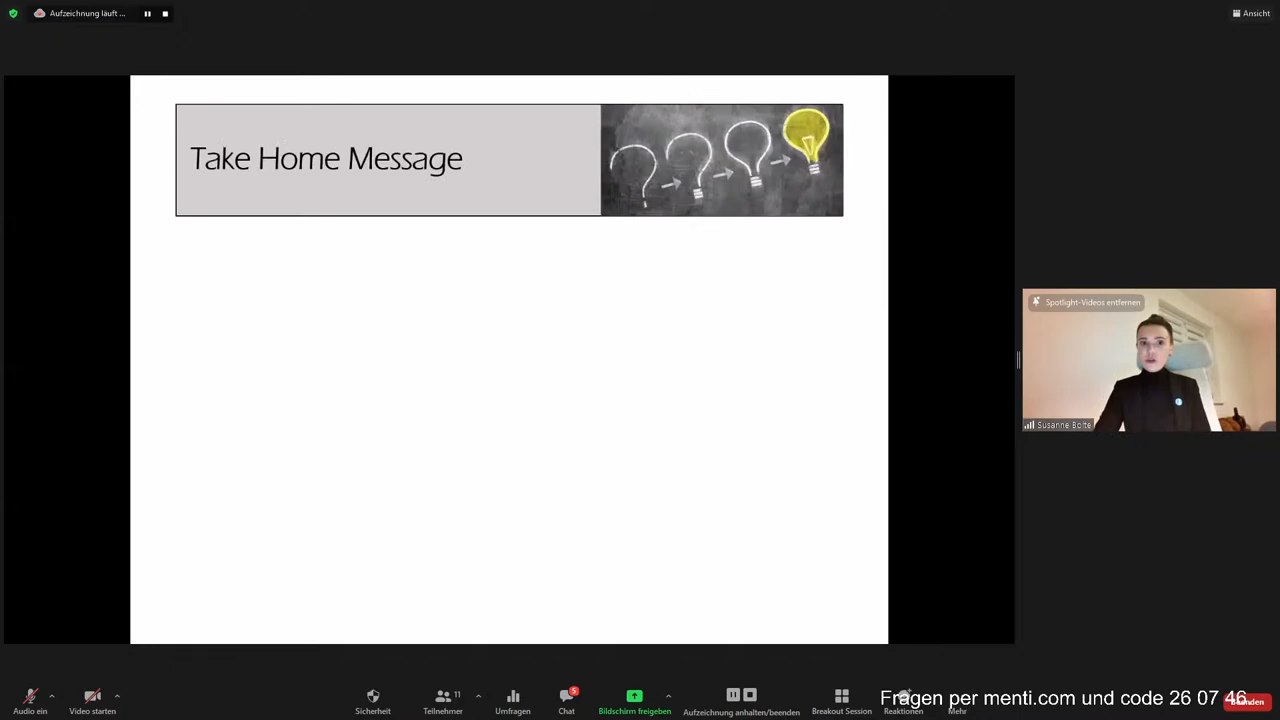 Aufzeichnung läuft ...
Ansicht
Take Home Message
Spotlight-Videos entfernen
Susanne Bolte
Audio ein
Video starten
Sicherheit
Teilnehmer
11
Umfragen
Chat
5
Bildschirm freigeben
Aufzeichnung anhalten/beenden
Breakout Session
Reaktionen
Mehr
Beenden
Fragen per menti.com und code 26 07 46